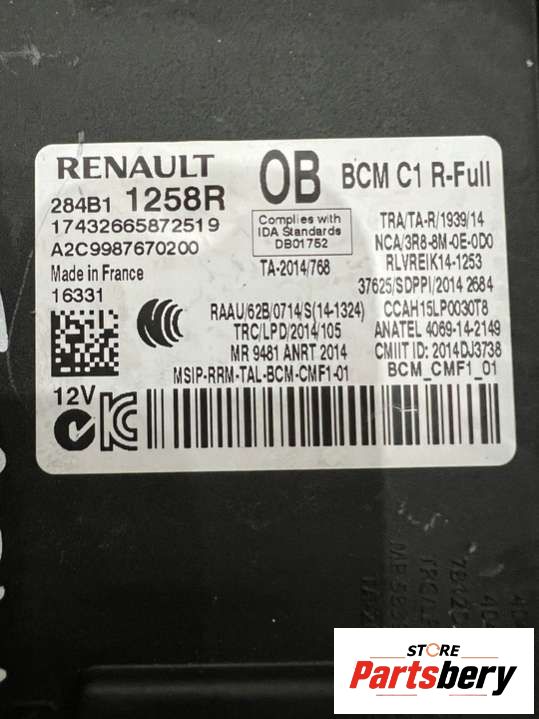 RENAULT
284B1 1258R
17432665872519
A2C9987670200
Made in France
16331
OB
BCM C1 R-Full
Complies with
IDA Standards
DB01752
TA-2014/768
TRA/TA-R/1939/14
NCA/3R8-8M-0E-0D0
RLVREIK14-1253
37625/SDPPI/2014 2684
RAAU/62B/0714/S(14-1324)
CCAH15LP0030T8
TRC/LPD/2014/105
ANATEL 4069-14-2149
MR 9481 ANRT 2014
CMIIT ID: 2014DJ3738
MSIP-RRM-TAL-BCM-CMF1-01
BCM_CMF1_01
12V
STORE
Partsbery